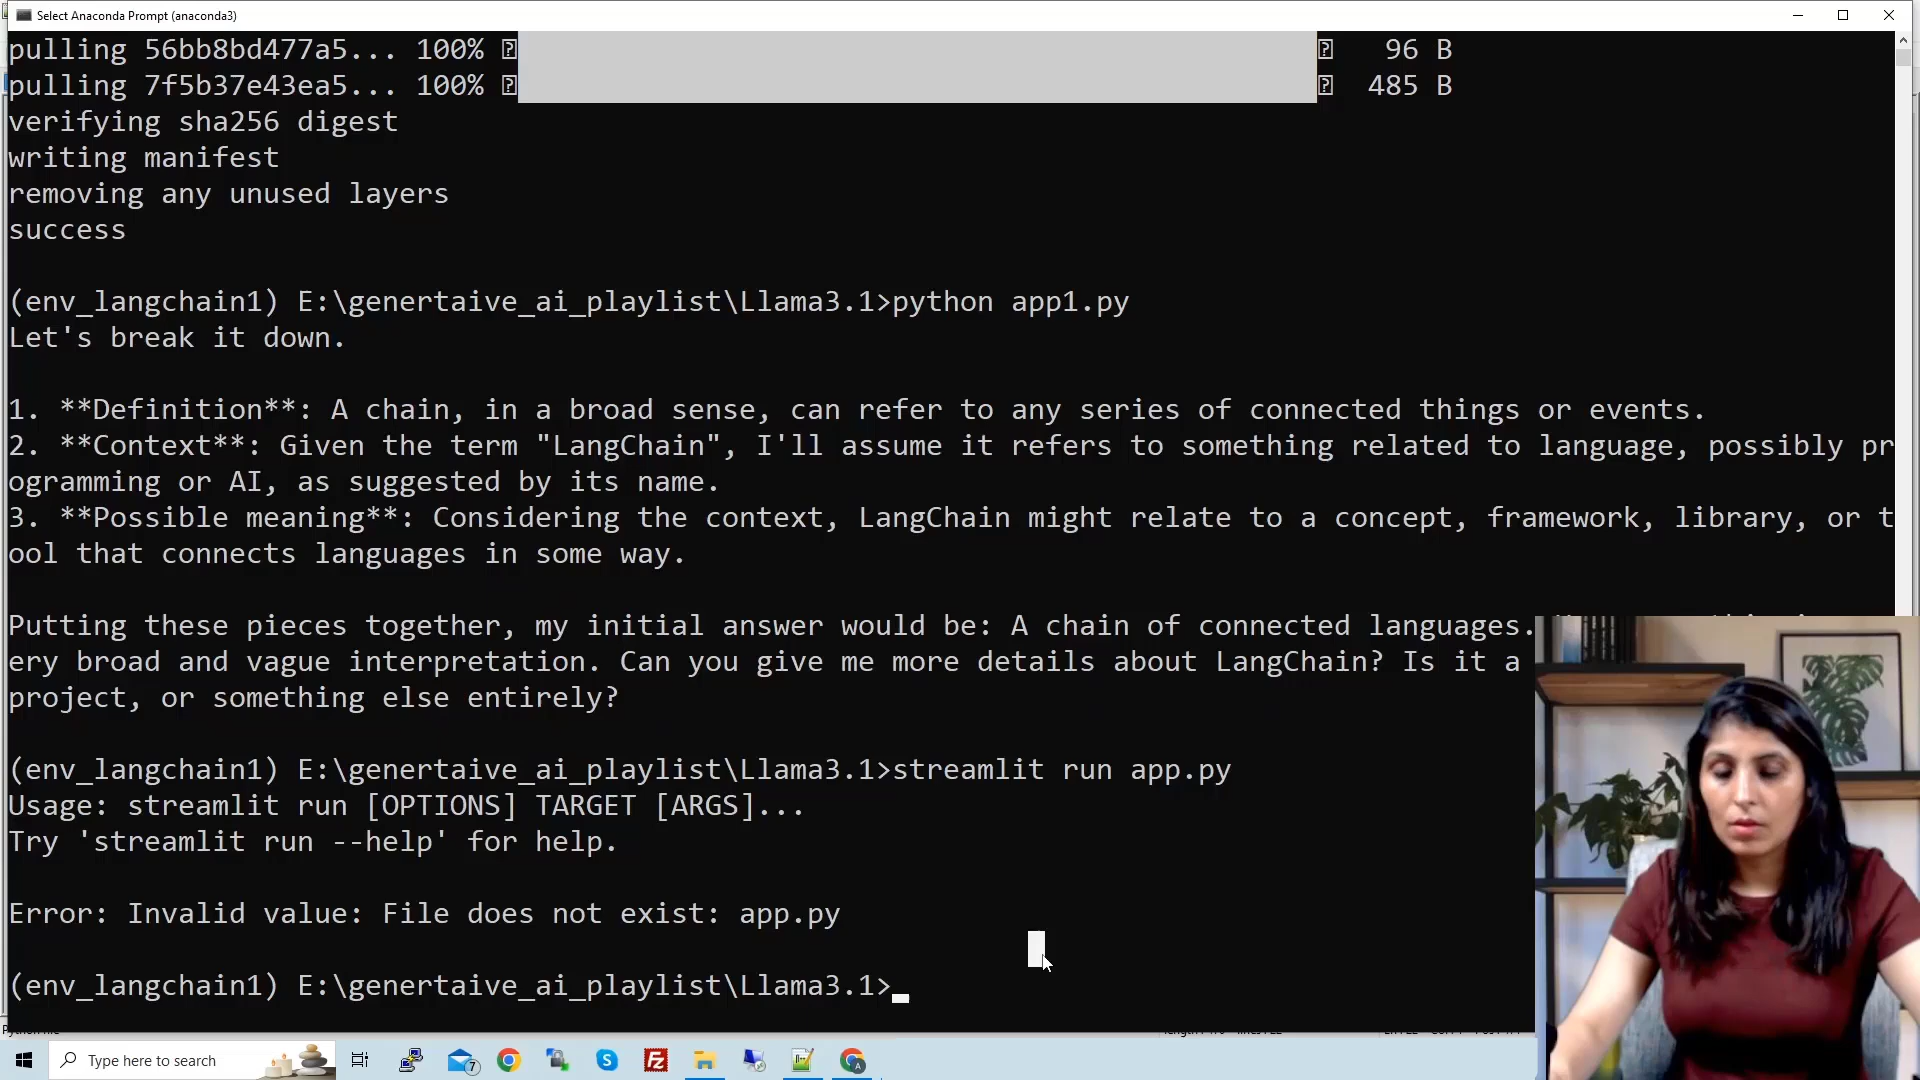 Select Anaconda Prompt (anaconda3)
pulling 56bb8bd477a5... 100% 96 B
pulling 7f5b37e43ea5... 100% 485 B
verifying sha256 digest
writing manifest
removing any unused layers
success
(env_langchain1) E:\genertaive_ai_playlist\Llama3.1>python app1.py
Let's break it down.
1. **Definition**: A chain, in a broad sense, can refer to any series of connected things or events.
2. **Context**: Given the term "LangChain", I'll assume it refers to something related to language, possibly pr
ogramming or AI, as suggested by its name.
3. **Possible meaning**: Considering the context, LangChain might relate to a concept, framework, library, or t
ool that connects languages in some way.
Putting these pieces together, my initial answer would be: A chain of connected languages.
ery broad and vague interpretation. Can you give me more details about LangChain? Is it a
project, or something else entirely?
(env_langchain1) E:\genertaive_ai_playlist\Llama3.1>streamlit run app.py
Usage: streamlit run [OPTIONS] TARGET [ARGS]...
Try 'streamlit run --help' for help.
Error: Invalid value: File does not exist: app.py
(env_langchain1) E:\genertaive_ai_playlist\Llama3.1>
Type here to search
7
A